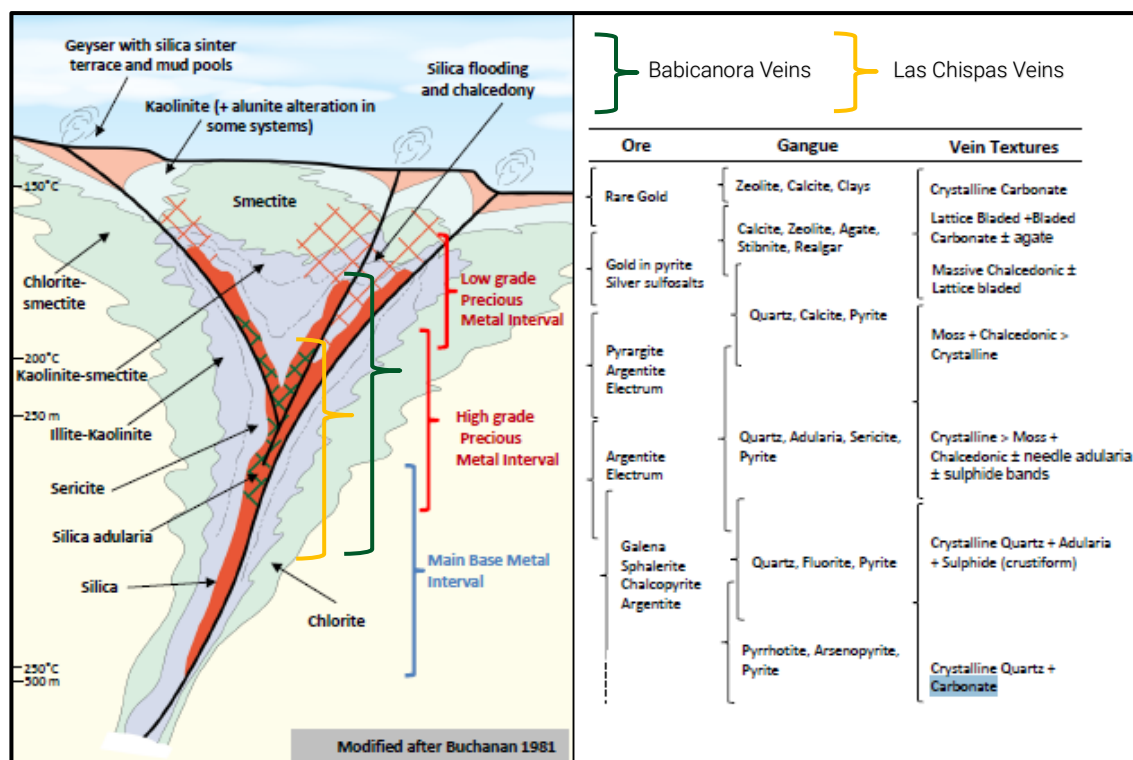 Geyser with silica sinter
terrace and mud pools
Kaolinite (+ alunite alteration in
some systems)
Silica flooding
and chalcedony
150°C
Smectite
Chlorite-
smectite
Low grade
Precious
Metal Interval
200°C
Kaolinite-smectite
250 m
Illite-Kaolinite
High grade
Precious
Metal Interval
Sericite
Silica adularia
Main Base Metal
Interval
Silica
Chlorite
250°C
500 m
Modified after Buchanan 1981
Babicanora Veins
Las Chispas Veins
Ore
Gangue
Vein Textures
Rare Gold
Zeolite, Calcite, Clays
Crystalline Carbonate
Calcite, Zeolite, Agate,
Stibnite, Realgar
Lattice Bladed +Bladed
Carbonate ± agate
Gold in pyrite
Silver sulfosalts
Massive Chalcedonic ±
Lattice bladed
Quartz, Calcite, Pyrite
Moss + Chalcedonic >
Crystalline
Pyrargite
Argentite
Electrum
Argentite
Electrum
Quartz, Adularia, Sericite,
Pyrite
Crystalline > Moss +
Chalcedonic ± needle adularia
± sulphide bands
Galena
Sphalerite
Chalcopyrite
Argentite
Quartz, Fluorite, Pyrite
Crystalline Quartz + Adularia
+ Sulphide (crustiform)
Pyrrhotite, Arsenopyrite,
Pyrite
Crystalline Quartz +
Carbonate